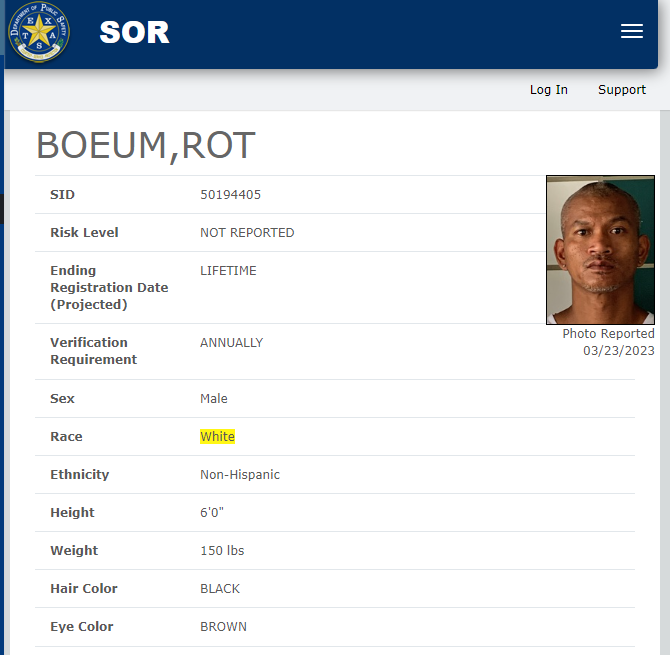 DEPARTMENT OF PUBLIC SAFETY
TEXAS
SOR
Log In
Support
BOEUM,ROT
SID
50194405
Risk Level
NOT REPORTED
Ending
Registration Date
(Projected)
LIFETIME
Photo Reported
03/23/2023
Verification
Requirement
ANNUALLY
Sex
Male
Race
White
Ethnicity
Non-Hispanic
Height
6'0"
Weight
150 lbs
Hair Color
BLACK
Eye Color
BROWN